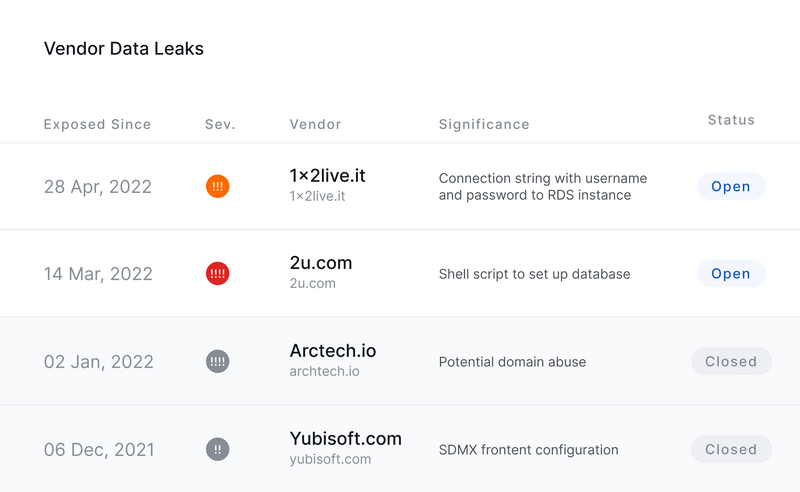 Vendor Data Leaks
Exposed Since Sev. Vendor Significance Status
28 Apr, 2022 !!! 1×2live.it Connection string with username Open
1×2live.it and password to RDS instance
14 Mar, 2022 !!!! 2u.com Shell script to set up database Open
2u.com
02 Jan, 2022 !!!! Arctech.io Potential domain abuse Closed
archtech.io
06 Dec, 2021 !! Yubisoft.com SDMX frontent configuration Closed
yubisoft.com